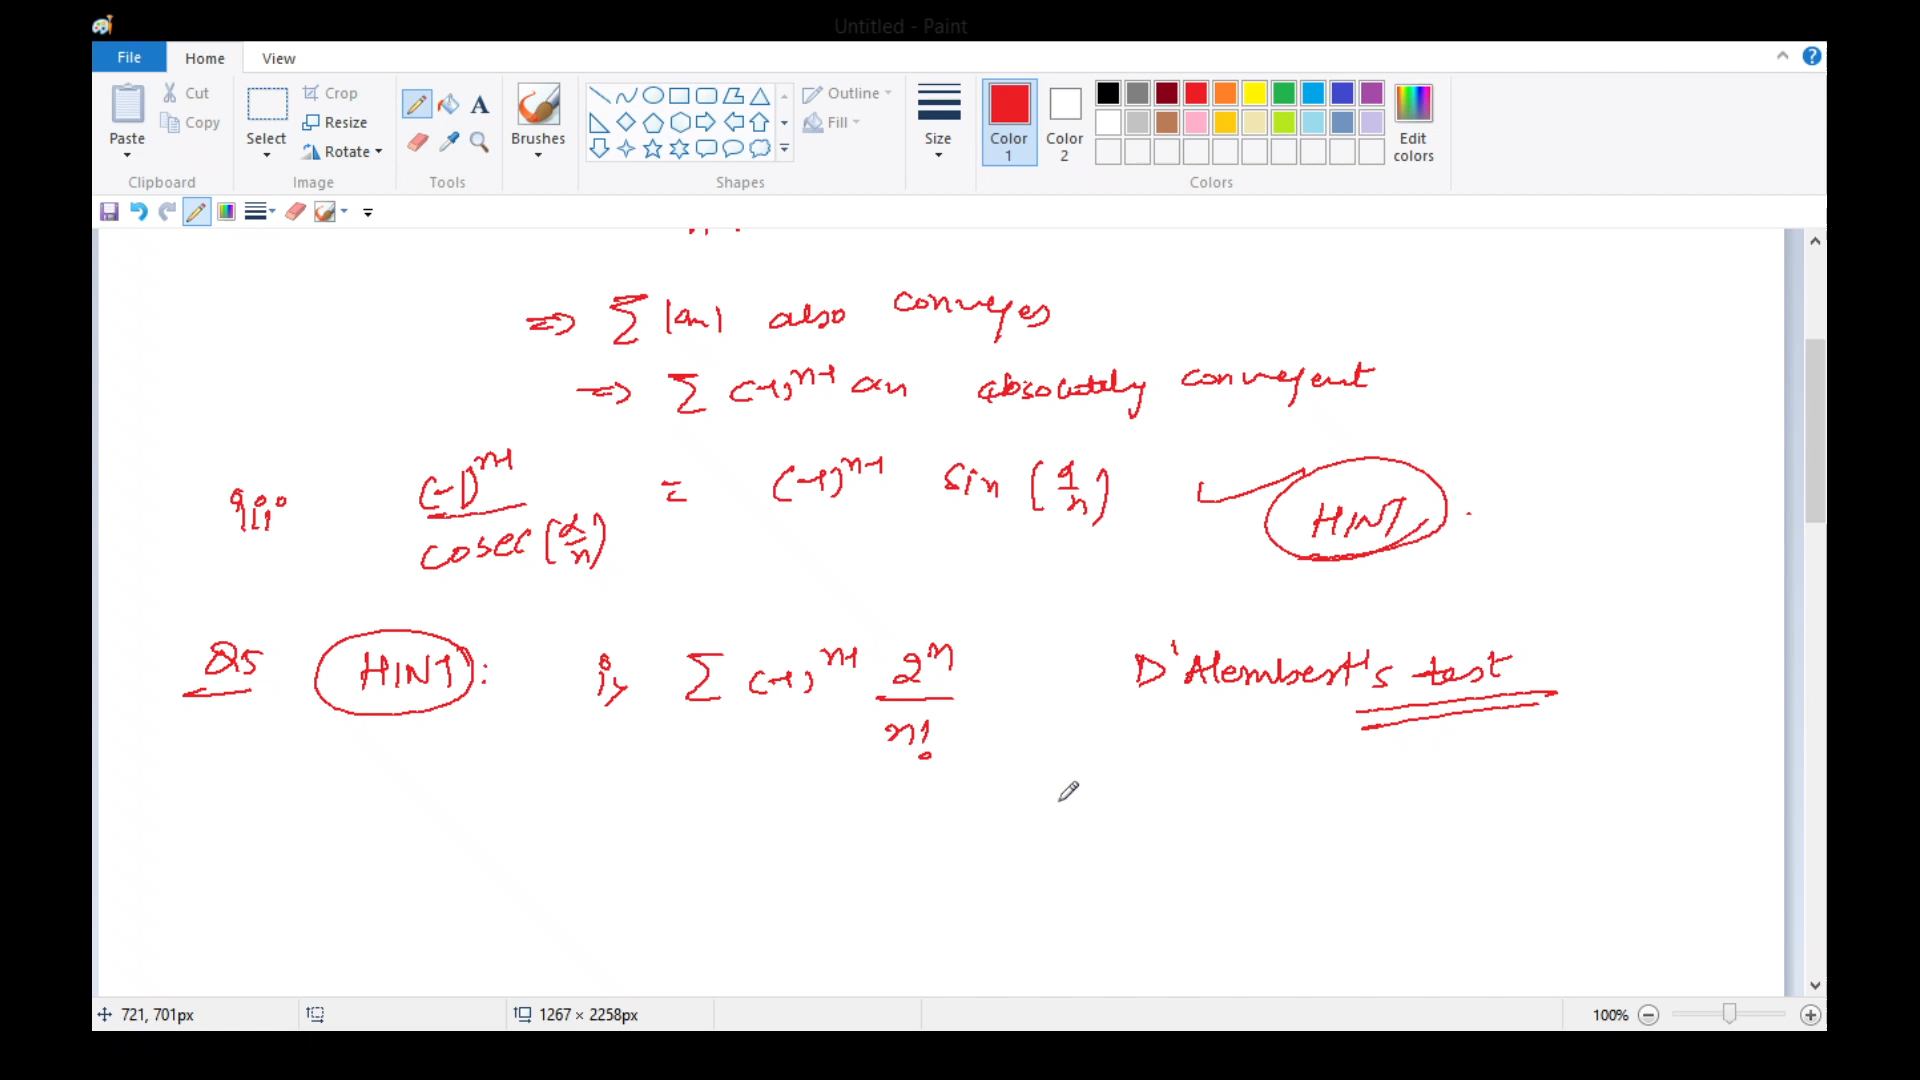 Untitled - Paint
File Home View
Cut Copy Paste Clipboard
Select Crop Resize Rotate Image
Tools
Brushes
Outline Fill Shapes
Size
Color 1 Color 2 Edit colors Colors
⇒ ∑ |an| also converges
⇒ ∑ (-1)^n-1 an absolutely convergent
iii (-1)^n-1 / cosec(α/n) = (-1)^n-1 sin(α/n) HINT.
Q5 HINT: i) ∑ (-1)^n-1 2^n / n! D'Alembert's test
721, 701px 1267 × 2258px 100%